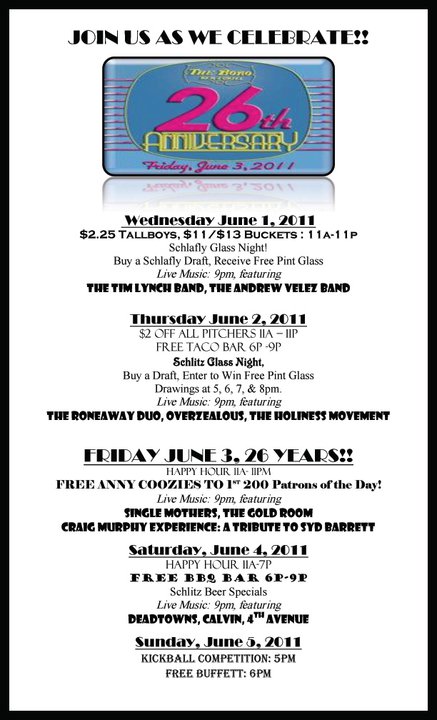 JOIN US AS WE CELEBRATE!!
THE BORO
26th
ANNIVERSARY
Friday, June 3, 2011
Wednesday June 1, 2011
$2.25 TALLBOYS, $11/$13 BUCKETS : 11A-11P
Schlafly Glass Night!
Buy a Schlafly Draft, Receive Free Pint Glass
Live Music: 9pm, featuring
THE TIM LYNCH BAND, THE ANDREW VELEZ BAND
Thursday June 2, 2011
$2 OFF ALL PITCHERS 11A – 11P
FREE TACO BAR 6P -9P
Schlitz Glass Night,
Buy a Draft, Enter to Win Free Pint Glass
Drawings at 5, 6, 7, & 8pm.
Live Music: 9pm, featuring
THE RONEAWAY DUO, OVERZEALOUS, THE HOLINESS MOVEMENT
FRIDAY JUNE 3, 26 YEARS!!
HAPPY HOUR 11A- 11PM
FREE ANNY COOZIES TO 1ST 200 Patrons of the Day!
Live Music: 9pm, featuring
SINGLE MOTHERS, THE GOLD ROOM
CRAIG MURPHY EXPERIENCE: A TRIBUTE TO SYD BARRETT
Saturday, June 4, 2011
HAPPY HOUR 11A-7P
FREE BBQ BAR 6P-9P
Schlitz Beer Specials
Live Music: 9pm, featuring
DEADTOWNS, CALVIN, 4TH AVENUE
Sunday, June 5, 2011
KICKBALL COMPETITION: 5PM
FREE BUFFETT: 6PM